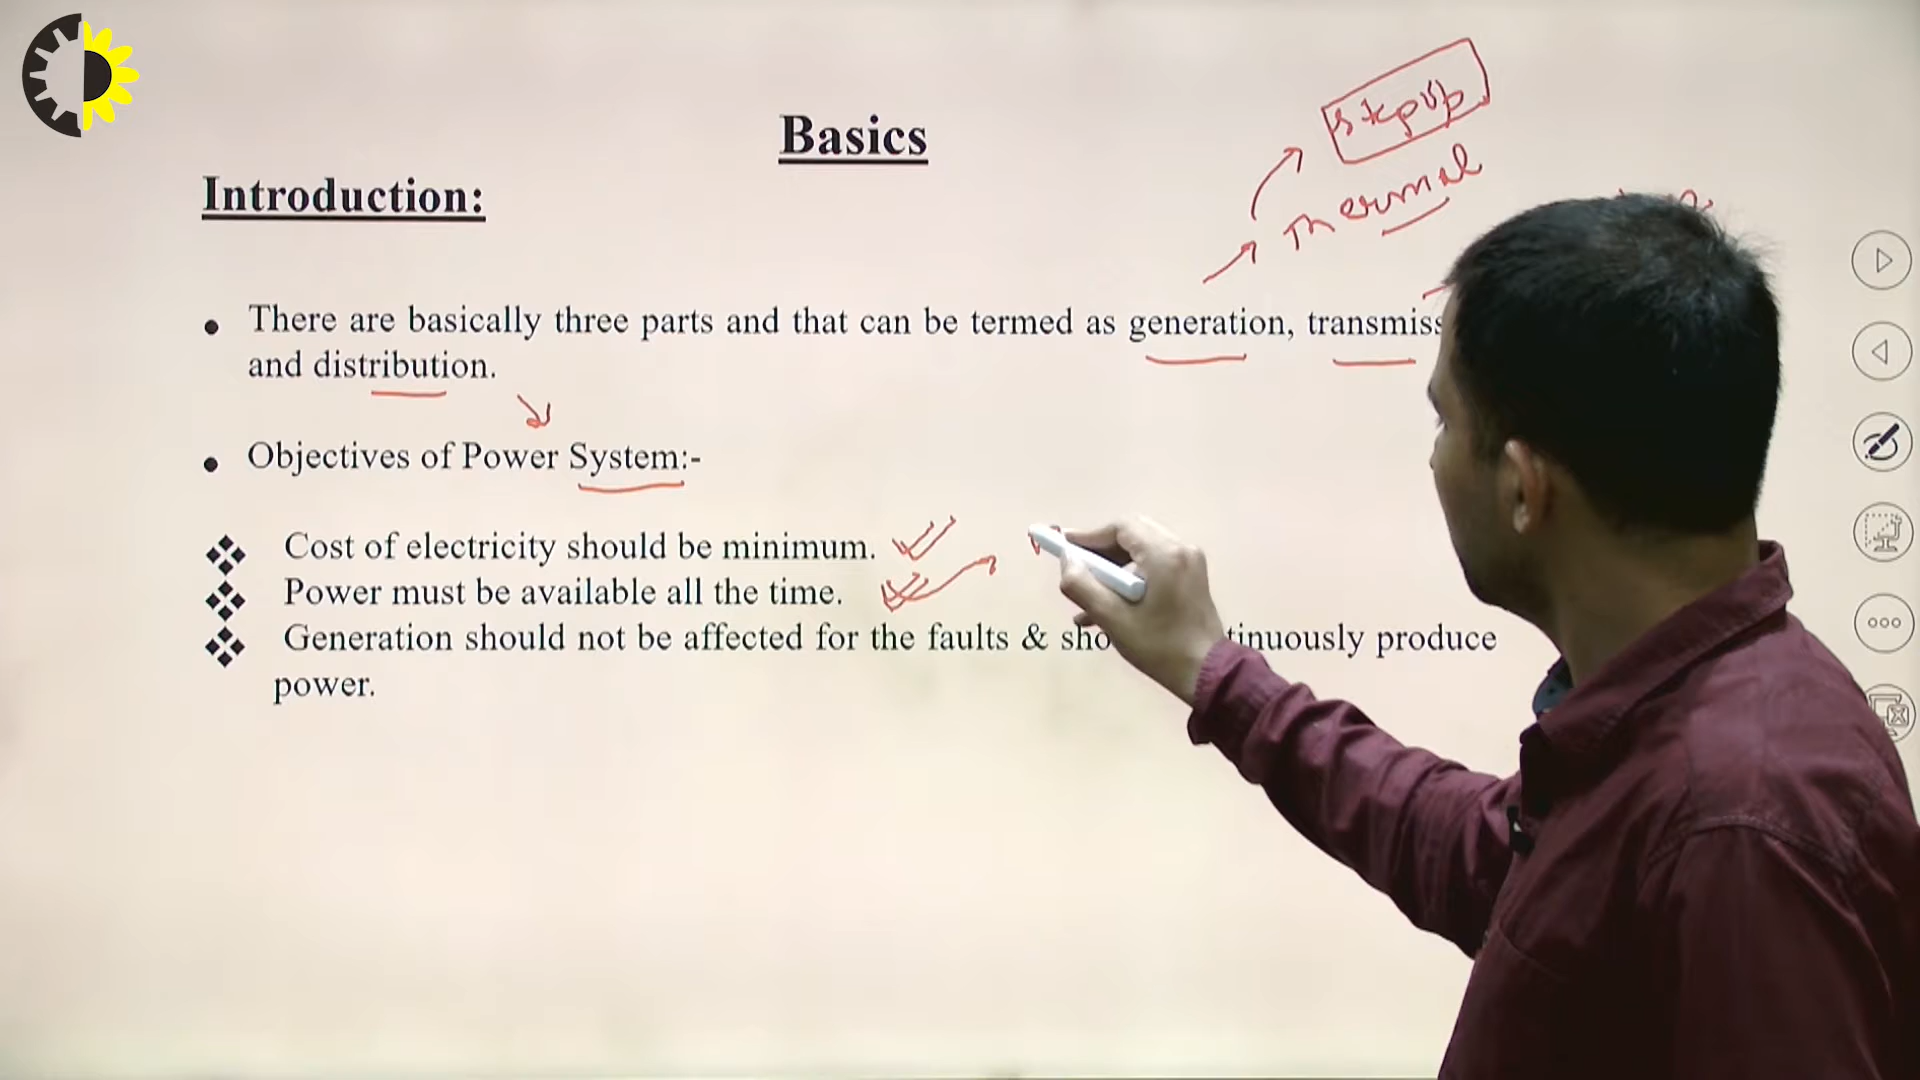 Basics
stepup
Thermal
Introduction:
There are basically three parts and that can be termed as generation, transmiss
and distribution.
Objectives of Power System:-
Cost of electricity should be minimum.
Power must be available all the time.
Generation should not be affected for the faults & sho tinuously produce
power.